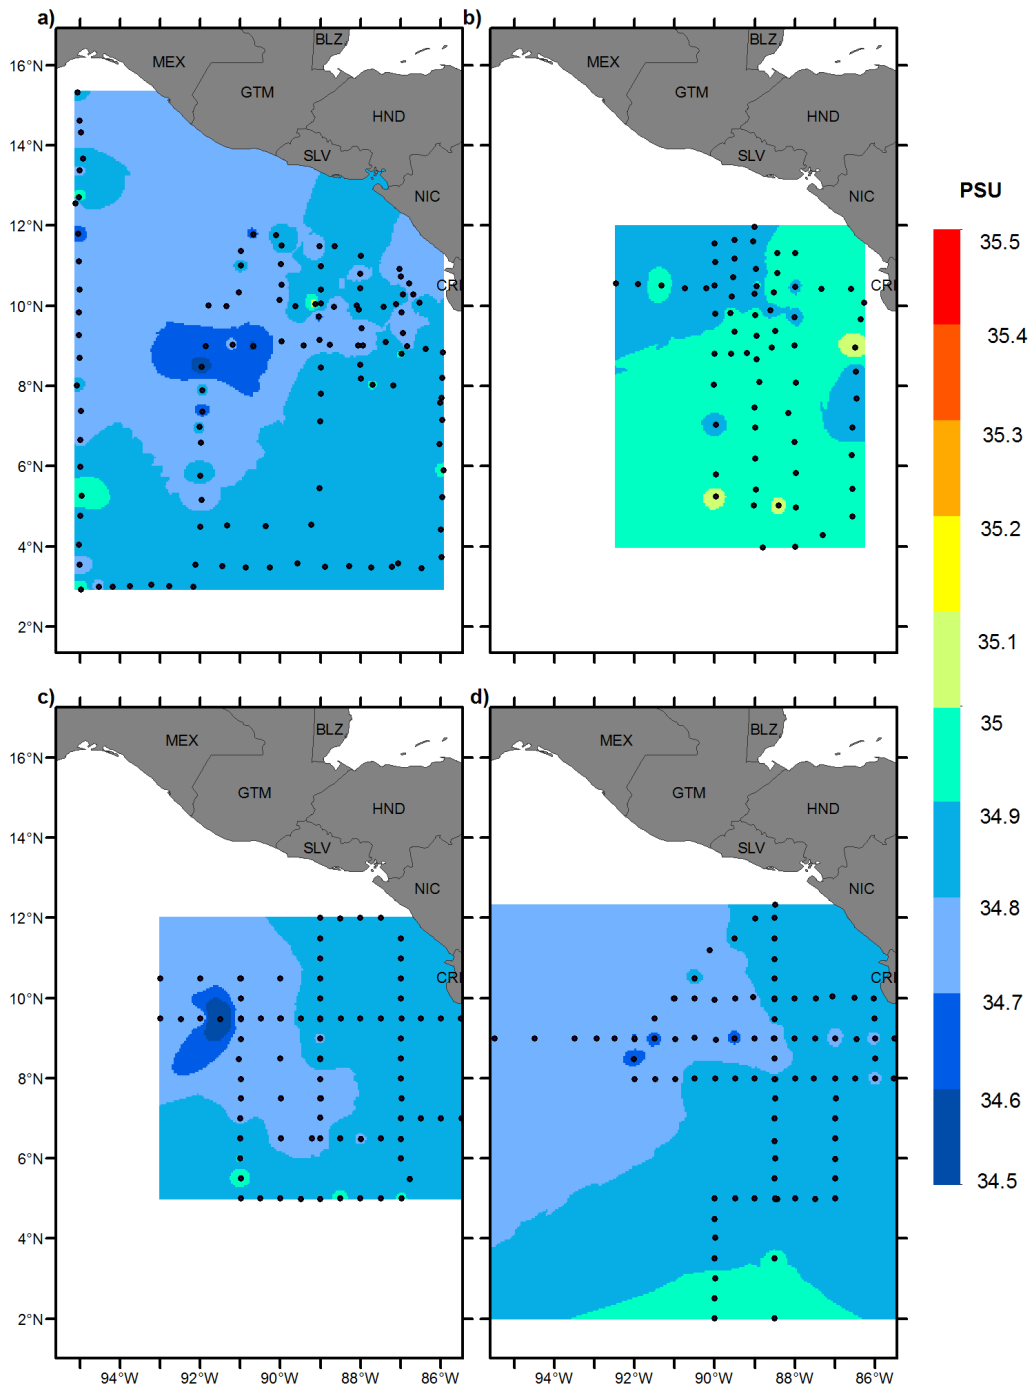 a)
b)
BLZ
BLZ
MEX
MEX
GTM
GTM
HND
HND
SLV
SLV
NIC
NIC
CRI
CRI
16°N
14°N
12°N
10°N
8°N
6°N
4°N
2°N
PSU
35.5
35.4
35.3
35.2
35.1
35
34.9
34.8
34.7
34.6
34.5
c)
d)
BLZ
BLZ
MEX
MEX
GTM
GTM
HND
HND
SLV
SLV
NIC
NIC
CRI
CRI
16°N
14°N
12°N
10°N
8°N
6°N
4°N
2°N
94°W 92°W 90°W 88°W 86°W
94°W 92°W 90°W 88°W 86°W